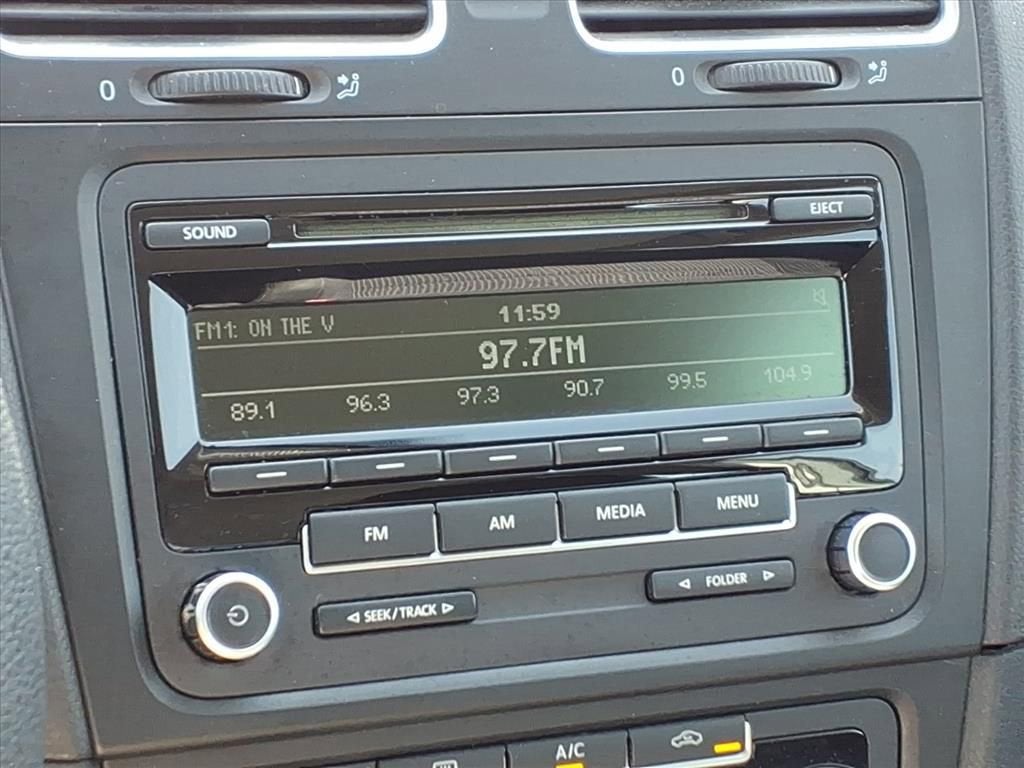 0 0
SOUND EJECT
FM1: ON THE V 11:59
97.7FM
89.1 96.3 97.3 90.7 99.5 104.9
FM AM MEDIA MENU
SEEK/TRACK FOLDER
A/C